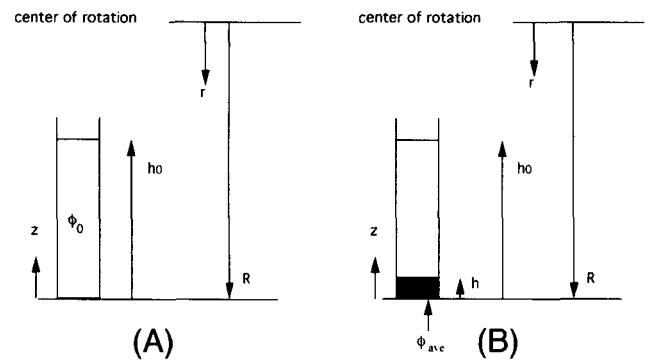 center of rotation
r
h0
ϕ0
z
R
(A)
center of rotation
r
h0
z
h
R
ϕave
(B)